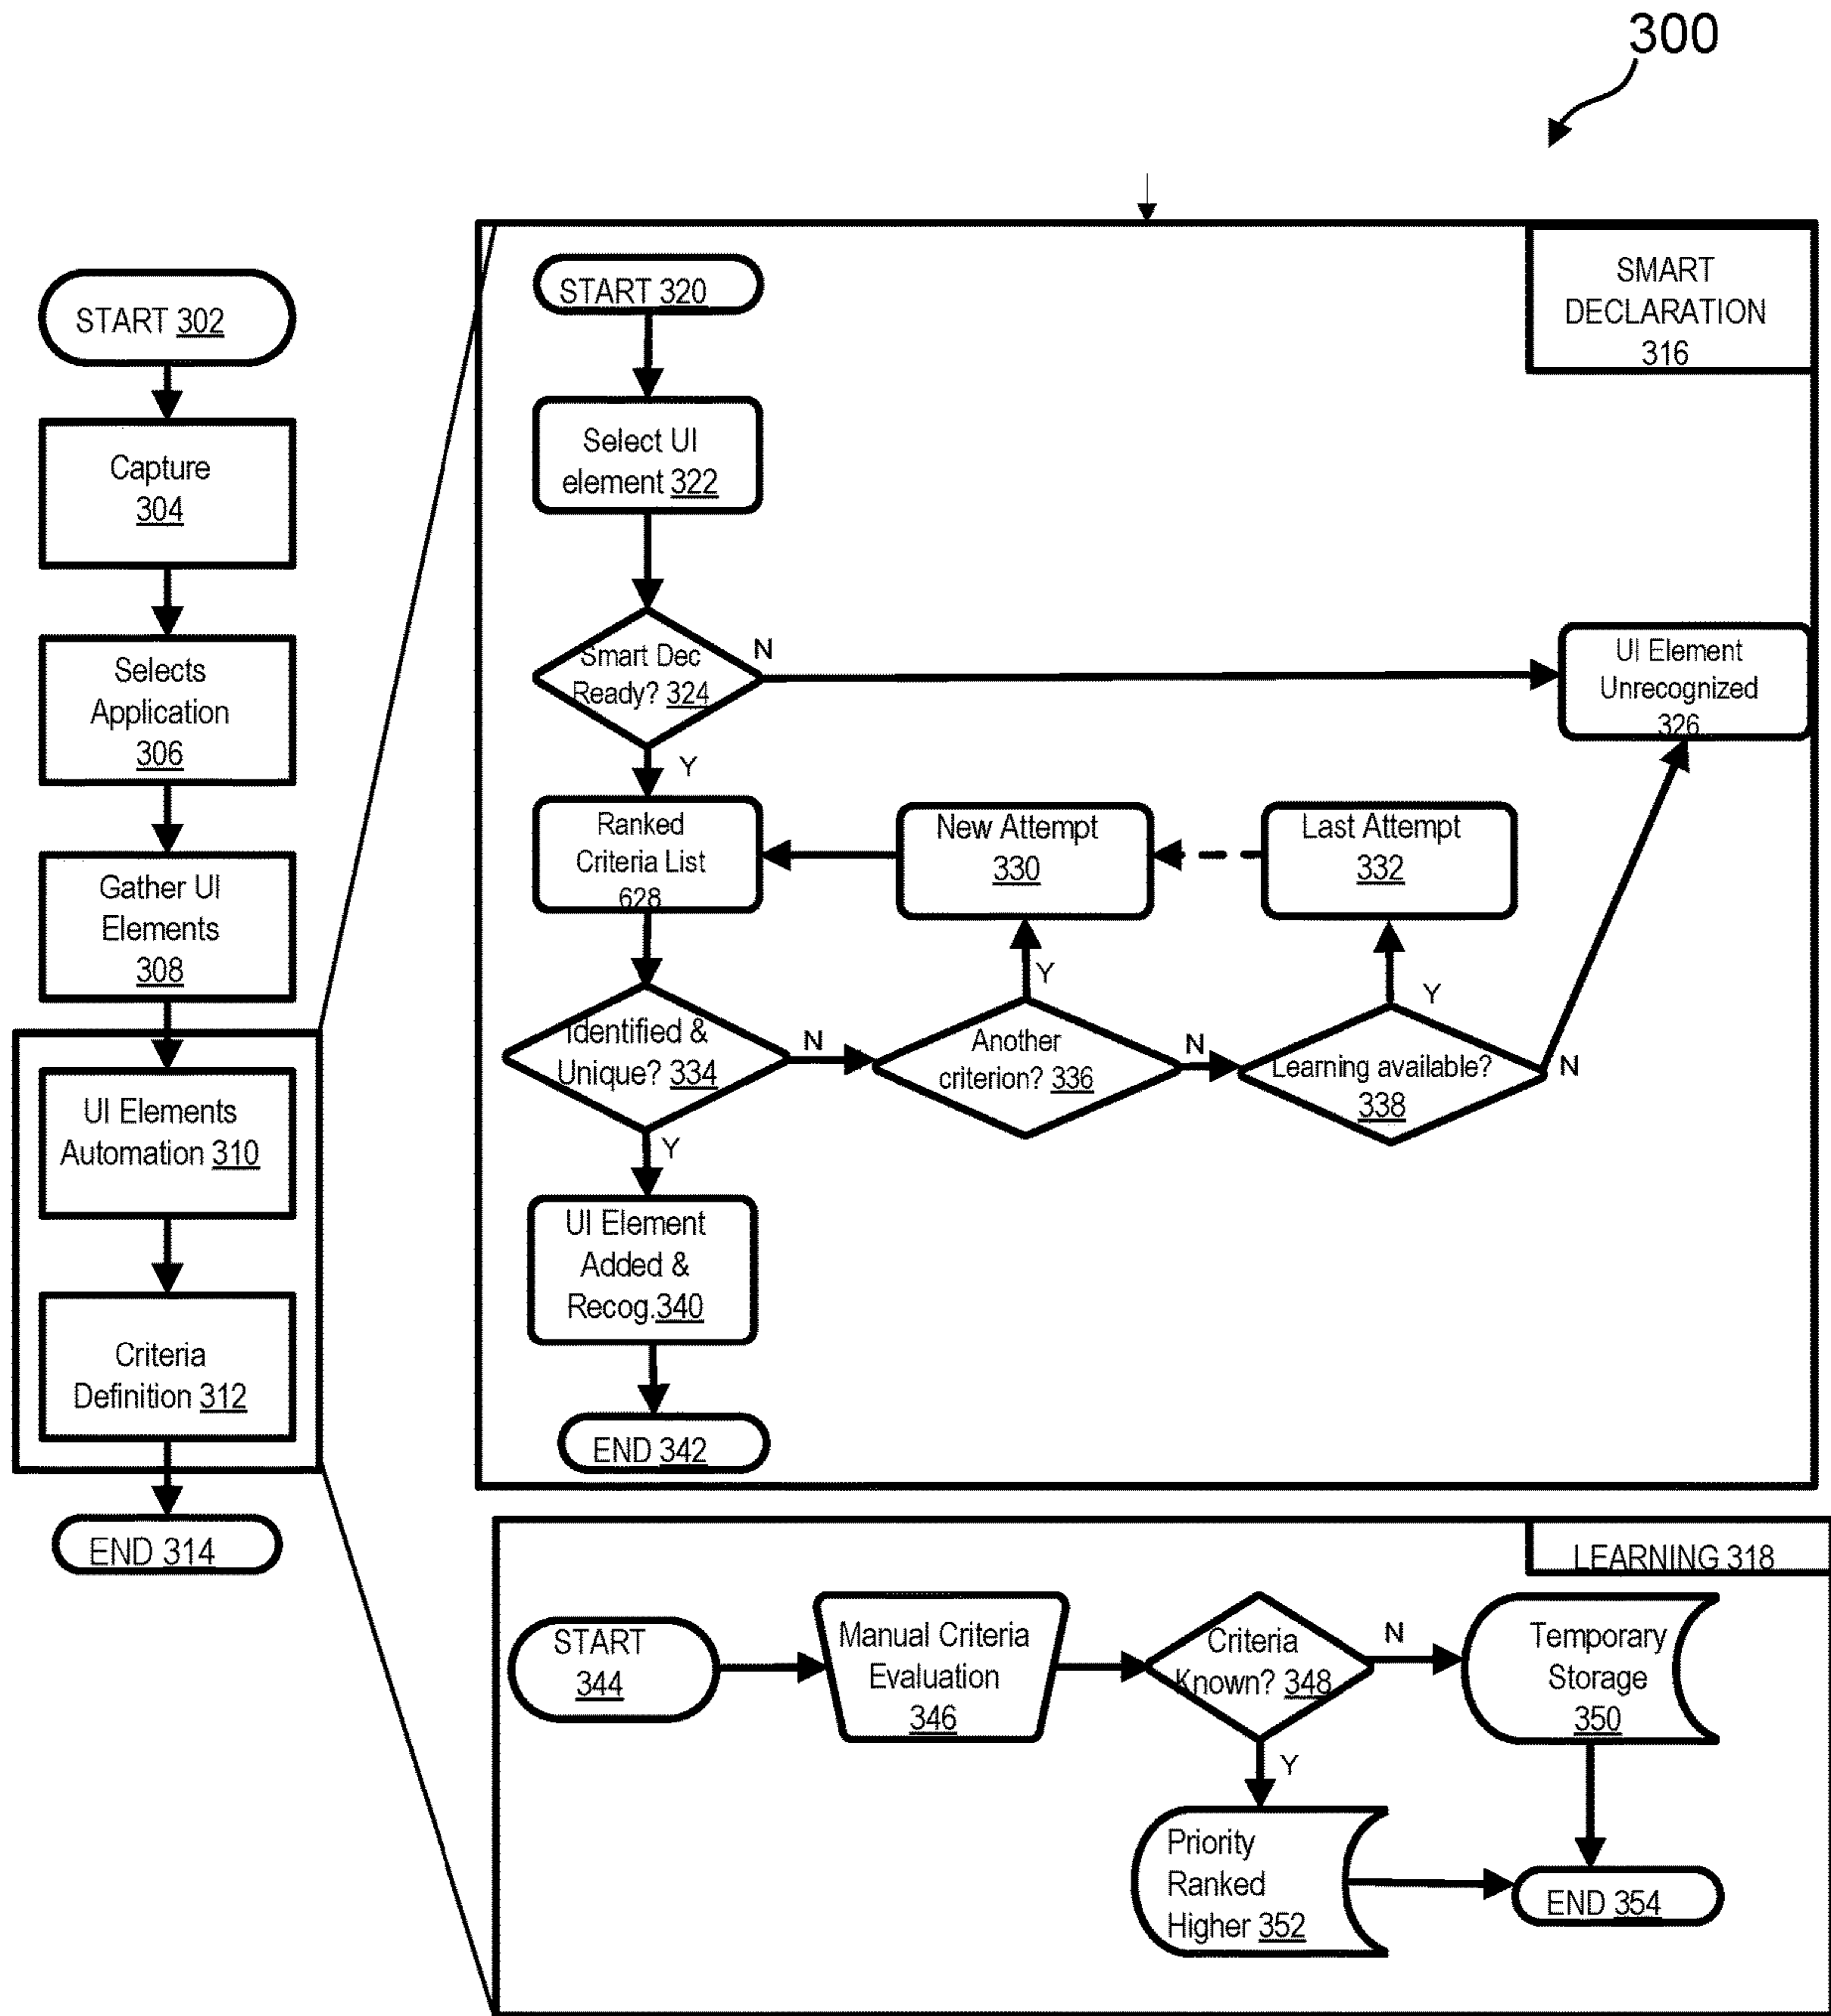 300
START 302
Capture
304
Selects
Application
306
Gather UI
Elements
308
UI Elements
Automation 310
Criteria
Definition 312
END 314
SMART
DECLARATION
316
START 320
Select UI
element 322
Smart Dec
Ready? 324
N
Y
UI Element
Unrecognized
326
Ranked
Criteria List
628
New Attempt
330
Last Attempt
332
Identified &
Unique? 334
N
Y
Another
criterion? 336
Y
N
Learning available?
338
Y
N
UI Element
Added &
Recog.340
END 342
LEARNING 318
START
344
Manual Criteria
Evaluation
346
Criteria
Known? 348
N
Y
Temporary
Storage
350
Priority
Ranked
Higher 352
END 354